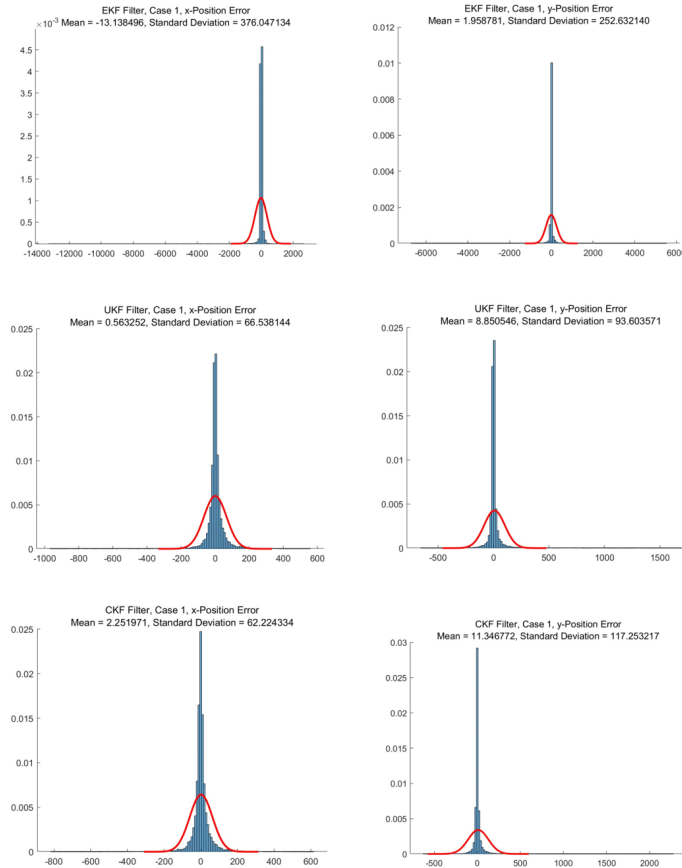 EKF Filter, Case 1, x-Position Error
×10-3 Mean = -13.138496, Standard Deviation = 376.047134
4.5
4
3.5
3
2.5
2
1.5
1
0.5
0
-14000 -12000 -10000 -8000 -6000 -4000 -2000 0 2000
EKF Filter, Case 1, y-Position Error
Mean = 1.958781, Standard Deviation = 252.632140
0.012
0.01
0.008
0.006
0.004
0.002
0
-6000 -4000 -2000 0 2000 4000 6000
UKF Filter, Case 1, x-Position Error
Mean = 0.563252, Standard Deviation = 66.538144
0.025
0.02
0.015
0.01
0.005
0
-1000 -800 -600 -400 -200 0 200 400 600
UKF Filter, Case 1, y-Position Error
Mean = 8.850546, Standard Deviation = 93.603571
0.025
0.02
0.015
0.01
0.005
0
-500 0 500 1000 1500
CKF Filter, Case 1, x-Position Error
Mean = 2.251971, Standard Deviation = 62.224334
0.025
0.02
0.015
0.01
0.005
0
-800 -600 -400 -200 0 200 400 600
CKF Filter, Case 1, y-Position Error
Mean = 11.346772, Standard Deviation = 117.253217
0.03
0.025
0.02
0.015
0.01
0.005
0
-500 0 500 1000 1500 2000